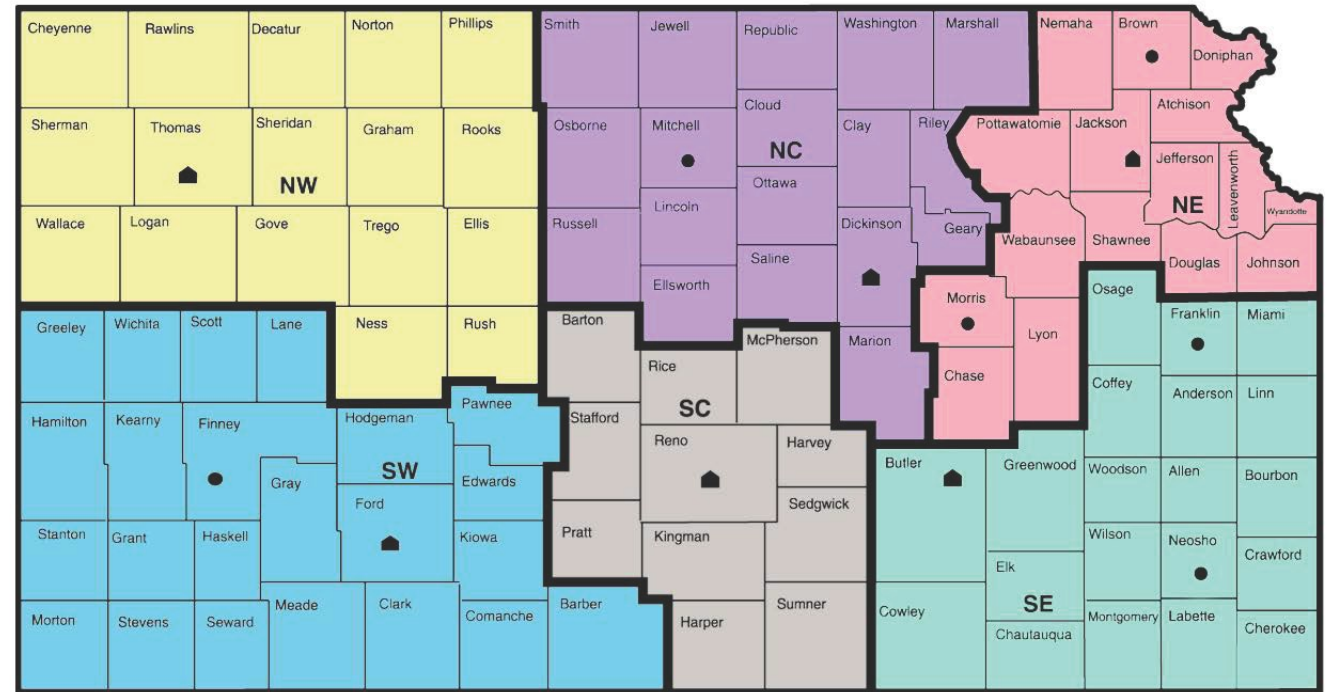 Cheyenne
Rawlins
Decatur
Norton
Phillips
Smith
Jewell
Republic
Washington
Marshall
Nemaha
Brown
Doniphan
Sherman
Thomas
Sheridan
Graham
Rooks
Osborne
Mitchell
Cloud
Clay
Riley
Pottawatomie
Jackson
Atchison
Jefferson
Leavenworth
Wyandotte
NW
NC
NE
Wallace
Logan
Gove
Trego
Ellis
Russell
Lincoln
Ottawa
Saline
Dickinson
Geary
Wabaunsee
Shawnee
Douglas
Johnson
Ellsworth
Greeley
Wichita
Scott
Lane
Ness
Rush
Barton
Rice
McPherson
Marion
Morris
Chase
Lyon
Osage
Franklin
Miami
Hamilton
Kearny
Finney
Hodgeman
Pawnee
Stafford
SC
Reno
Harvey
Coffey
Anderson
Linn
SW
Gray
Ford
Edwards
Sedgwick
Butler
Greenwood
Woodson
Allen
Bourbon
Stanton
Grant
Haskell
Kiowa
Pratt
Kingman
Elk
Wilson
Neosho
Crawford
SE
Morton
Stevens
Seward
Meade
Clark
Comanche
Barber
Harper
Sumner
Cowley
Chautauqua
Montgomery
Labette
Cherokee